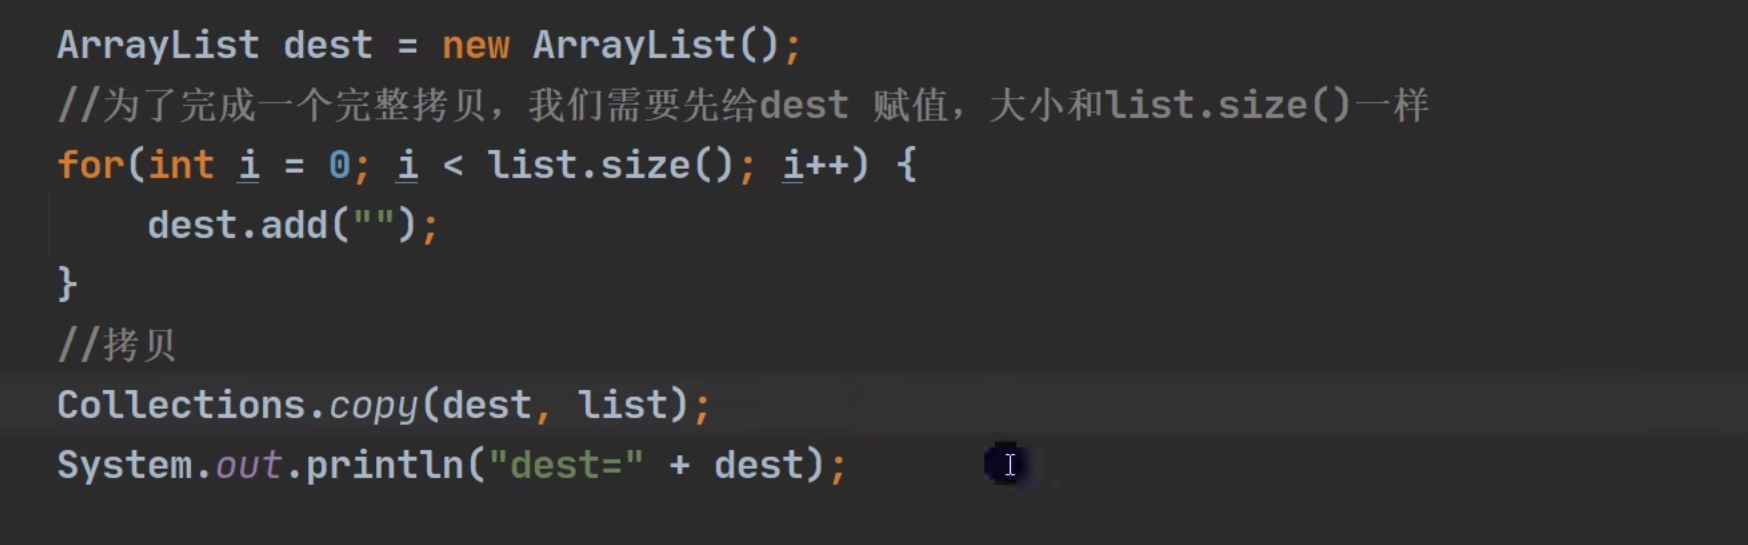 ArrayList dest = new ArrayList();
//为了完成一个完整拷贝，我们需要先给dest 赋值，大小和list.size()一样
for(int i = 0; i < list.size(); i++) {
    dest.add("");
}
//拷贝
Collections.copy(dest, list);
System.out.println("dest=" + dest);